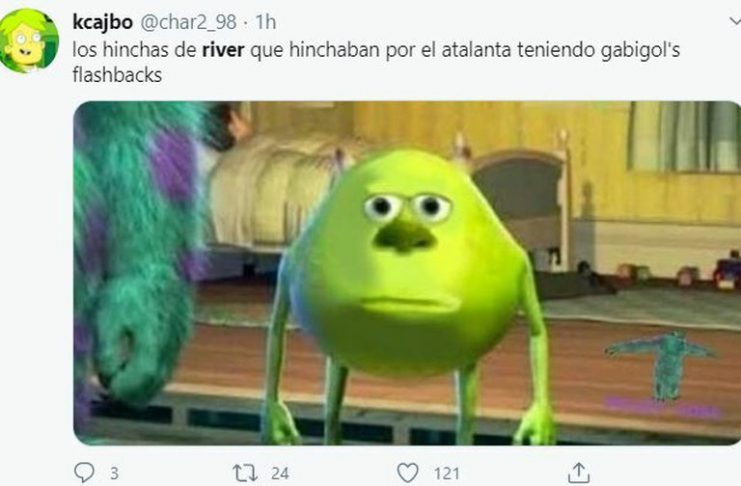 kcajbo @char2_98 · 1h
los hinchas de river que hinchaban por el atalanta teniendo gabigol's
flashbacks
3 24 121